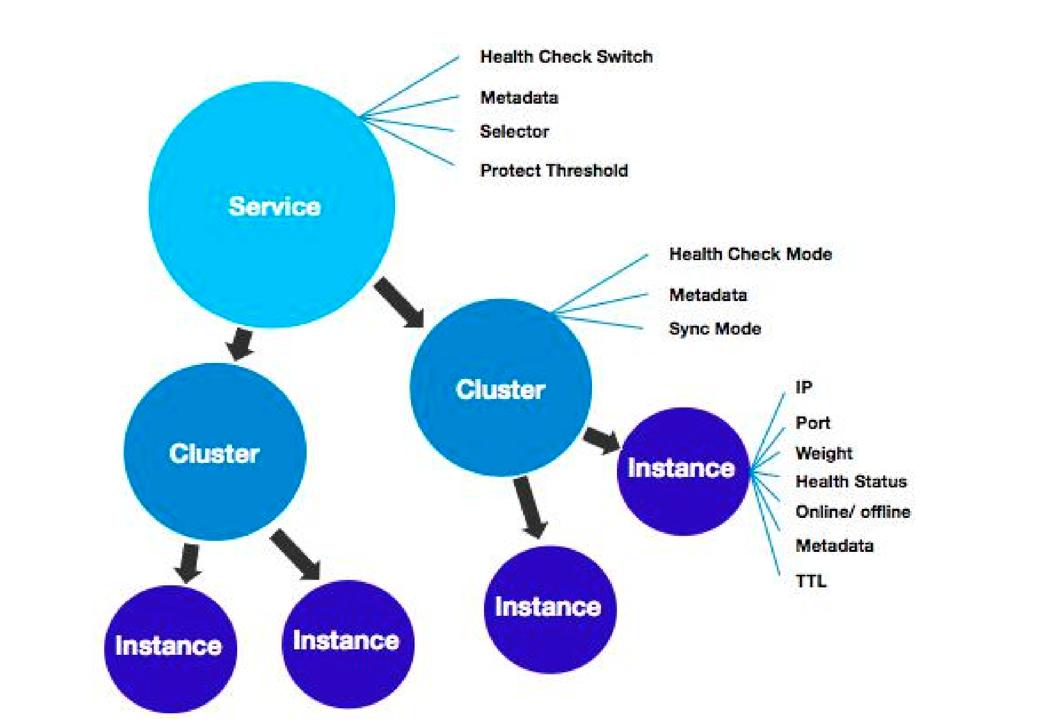 Health Check Switch
Metadata
Selector
Protect Threshold
Service
Health Check Mode
Metadata
Sync Mode
Cluster
IP
Port
Weight
Health Status
Online/ offline
Metadata
TTL
Cluster
Instance
Instance
Instance
Instance